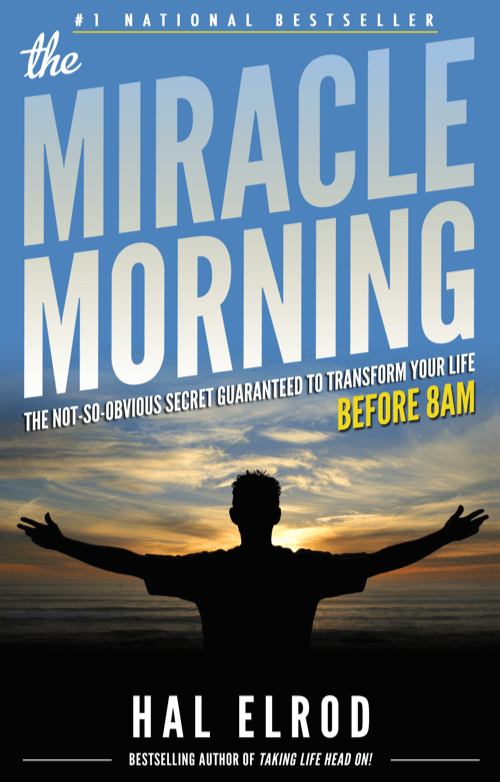 #1 NATIONAL BESTSELLER
the
MIRACLE
MORNING
THE NOT-SO-OBVIOUS SECRET GUARANTEED TO TRANSFORM YOUR LIFE
BEFORE 8AM
HAL ELROD
BESTSELLING AUTHOR OF TAKING LIFE HEAD ON!